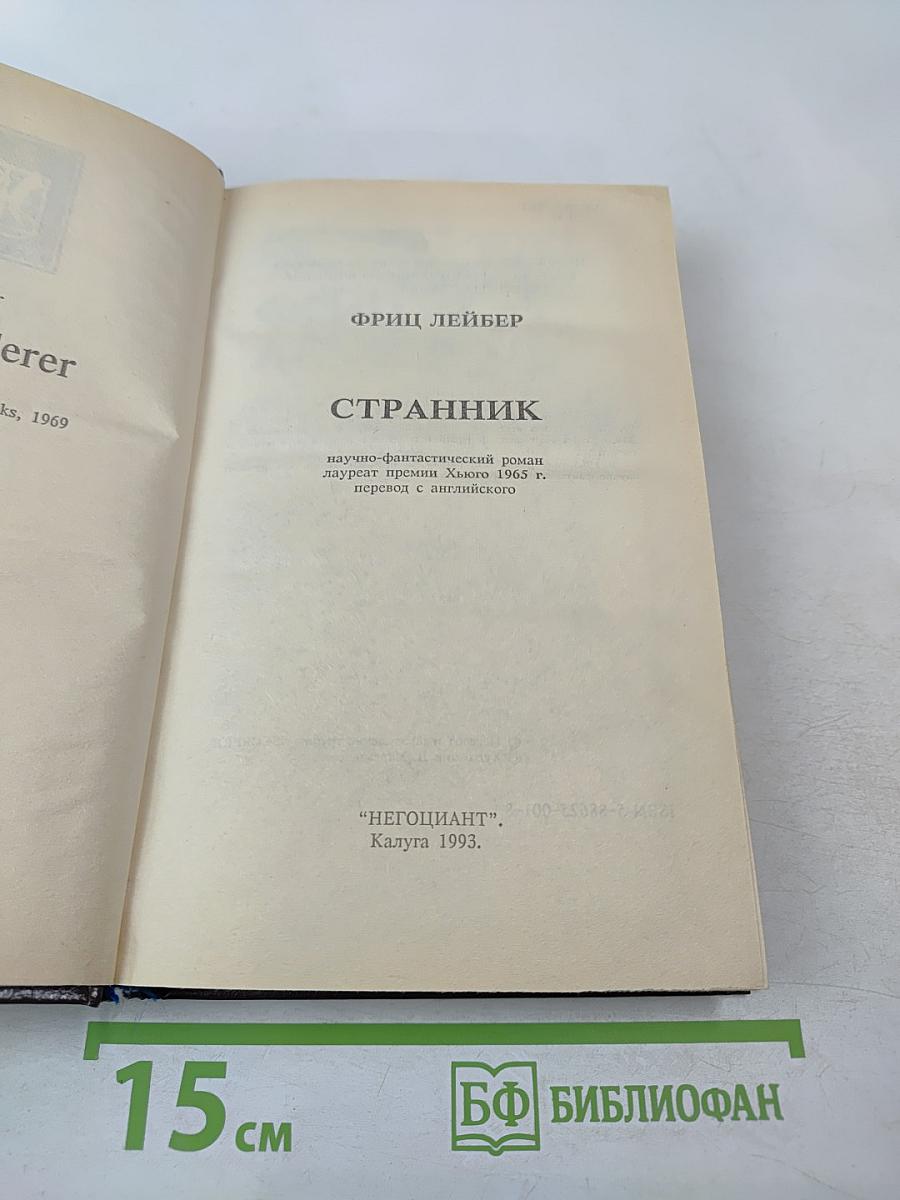 derer
ks, 1969
ФРИЦ ЛЕЙБЕР
СТРАННИК
научно-фантастический роман
лауреат премии Хьюго 1965 г.
перевод с английского
"НЕГОЦИАНТ".
Калуга 1993.
15 см
БФ БИБЛИОФАН